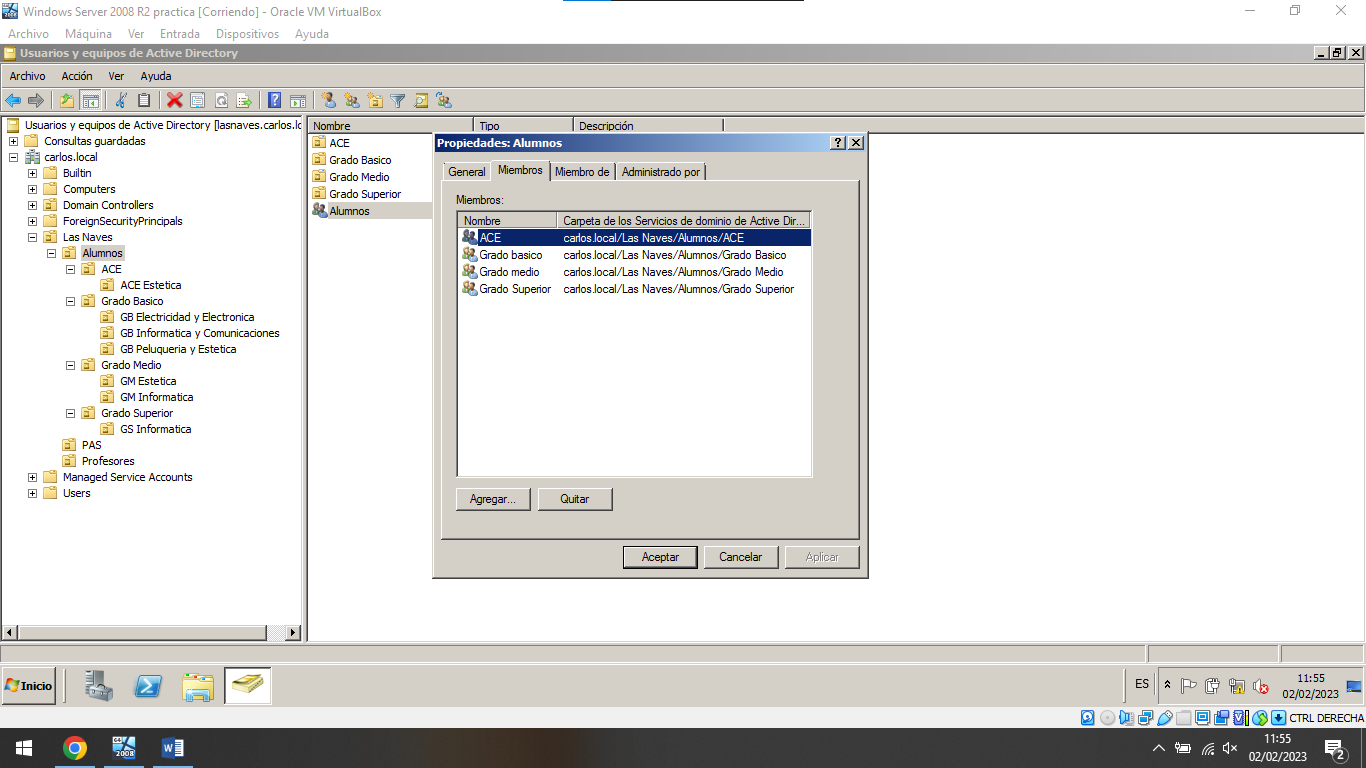 Windows Server 2008 R2 practica [Corriendo] - Oracle VM VirtualBox
Archivo Máquina Ver Entrada Dispositivos Ayuda
Usuarios y equipos de Active Directory
Archivo Acción Ver Ayuda
Usuarios y equipos de Active Directory [lasnaves.carlos.lc
Consultas guardadas
carlos.local
Builtin
Computers
Domain Controllers
ForeignSecurityPrincipals
Las Naves
Alumnos
ACE
ACE Estetica
Grado Basico
GB Electricidad y Electronica
GB Informatica y Comunicaciones
GB Peluqueria y Estetica
Grado Medio
GM Estetica
GM Informatica
Grado Superior
GS Informatica
PAS
Profesores
Managed Service Accounts
Users
Nombre Tipo Descripción
ACE
Grado Basico
Grado Medio
Grado Superior
Alumnos
Propiedades: Alumnos
General Miembros Miembro de Administrado por
Miembros:
Nombre Carpeta de los Servicios de dominio de Active Dir...
ACE carlos.local/Las Naves/Alumnos/ACE
Grado basico carlos.local/Las Naves/Alumnos/Grado Basico
Grado medio carlos.local/Las Naves/Alumnos/Grado Medio
Grado Superior carlos.local/Las Naves/Alumnos/Grado Superior
Agregar... Quitar
Aceptar Cancelar Aplicar
Inicio
ES
11:55
02/02/2023
CTRL DERECHA
64
2008
11:55
02/02/2023
2